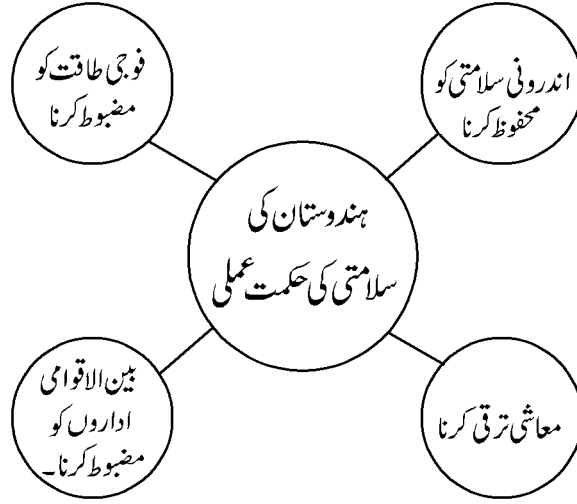 اندرونی سلامتی کو
محفوظ کرنا
فوجی طاقت کو
مضبوط کرنا
ہندوستان کی
سلامتی کی حکمت عملی
معاشی ترقی کرنا
بین الاقوامی
اداروں کو
مضبوط کرنا۔